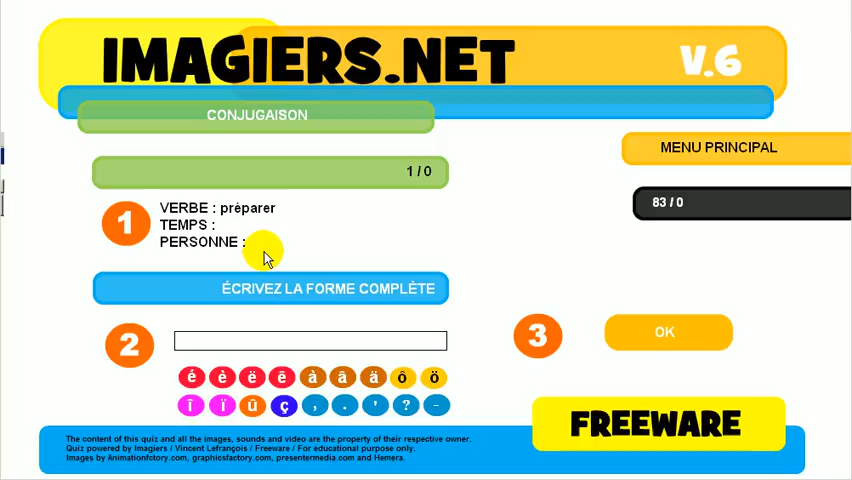 IMAGIERS.NET
V.6
CONJUGAISON
MENU PRINCIPAL
1 / 0
83 / 0
1
VERBE : préparer
TEMPS :
PERSONNE :
ÉCRIVEZ LA FORME COMPLÈTE
2
3
OK
é è ë ê à â ä ô ö
î ï û ç , . ' ? -
FREEWARE
The content of this quiz and all the images, sounds and video are the property of their respective owner.
Quiz powered by Imagiers / Vincent Lefrançois / Freeware / For educational purpose only.
Images by Animationfctory.com, graphicsfactory.com, presentermedia.com and Hemera.